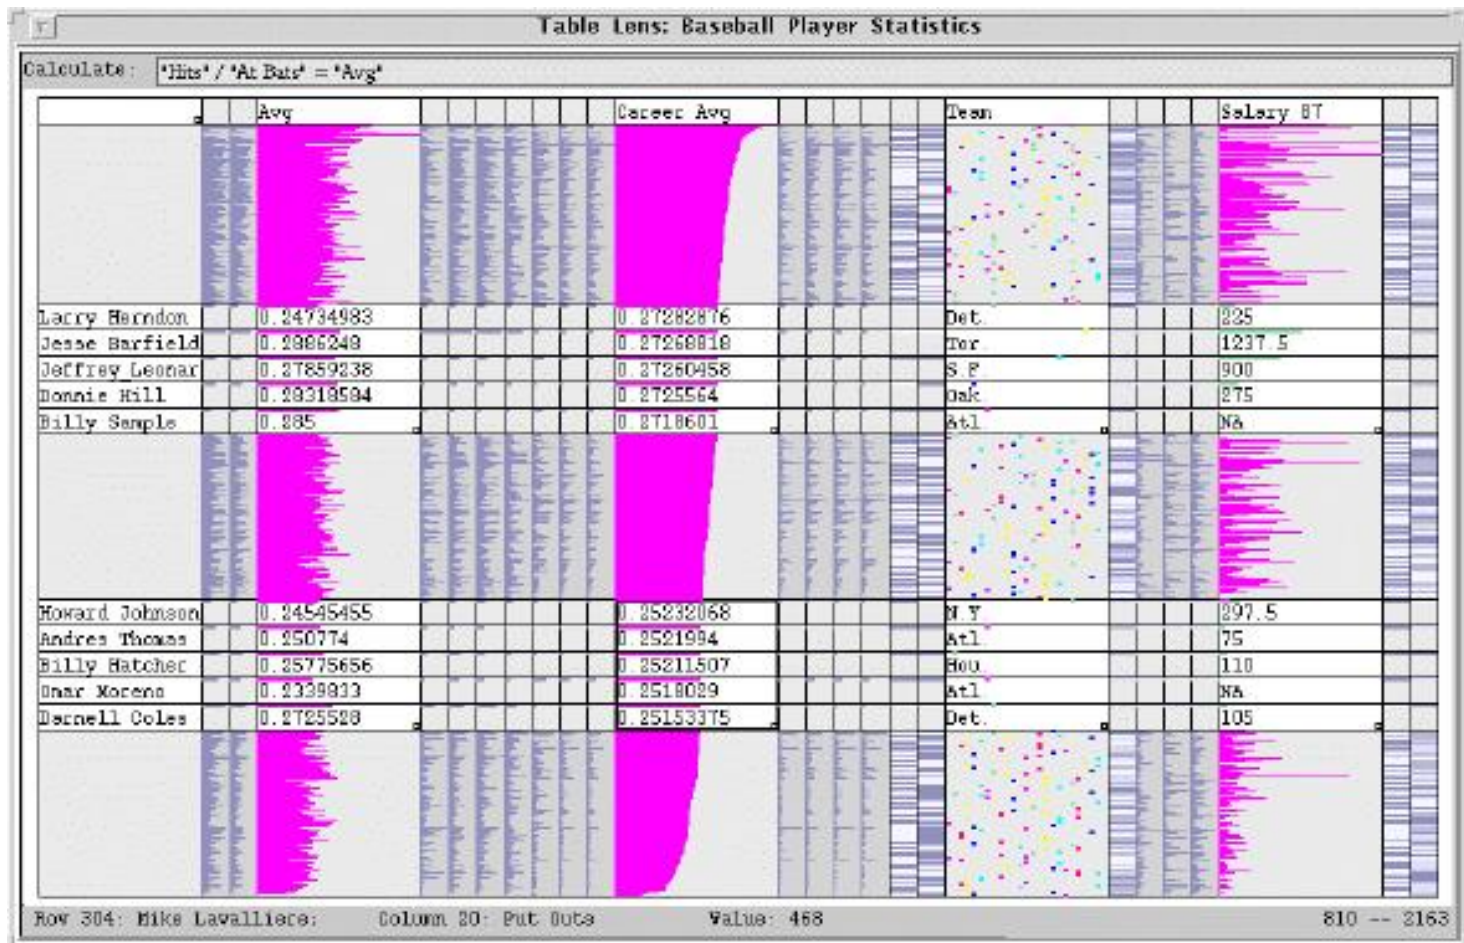 Table Lens: Baseball Player Statistics
Calculate: "Hits" / "At Bats" = "Avg"
Avg Career Avg Team Salary 87
Larry Herndon 0.24734983 0.27282876 Det. 225
Jesse Barfield 0.2886248 0.27268818 Tor. 1237.5
Jeffrey Leonar 0.27859238 0.27260458 S.F. 900
Donnie Hill 0.28318584 0.2725564 Oak. 275
Billy Sample 0.285 0.2718601 Atl. NA
Howard Johnson 0.24545455 0.25232068 N.Y. 297.5
Andres Thomas 0.250774 0.2521994 Atl. 75
Billy Hatcher 0.25775656 0.25211507 Hou. 110
Omar Moreno 0.2339833 0.2518029 Atl. NA
Darnell Coles 0.2725528 0.25153375 Det. 105
Row 304: Mike Lavalliere: Column 20: Put Outs Value: 468 810 -- 2163